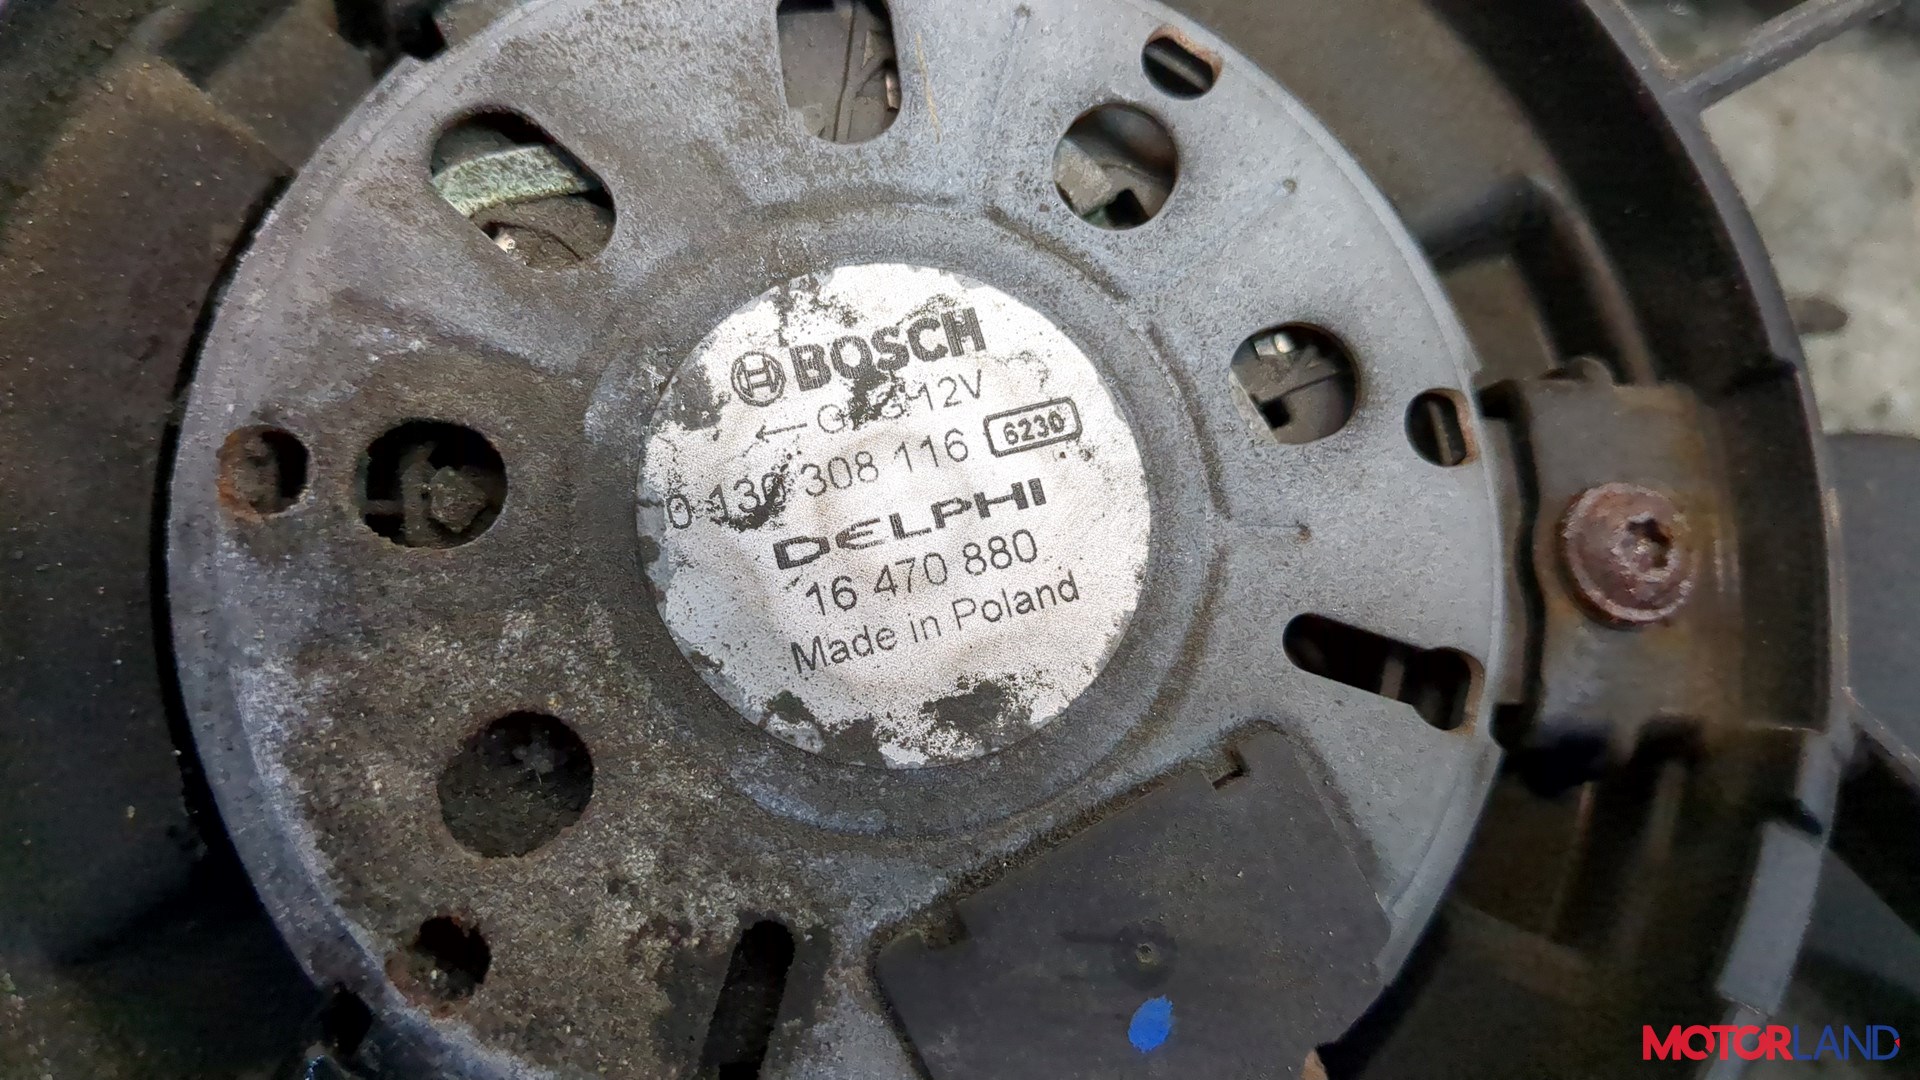 BOSCH
← 12V
0 130 308 116 6230
DELPHI
16 470 880
Made in Poland
MOTORLAND